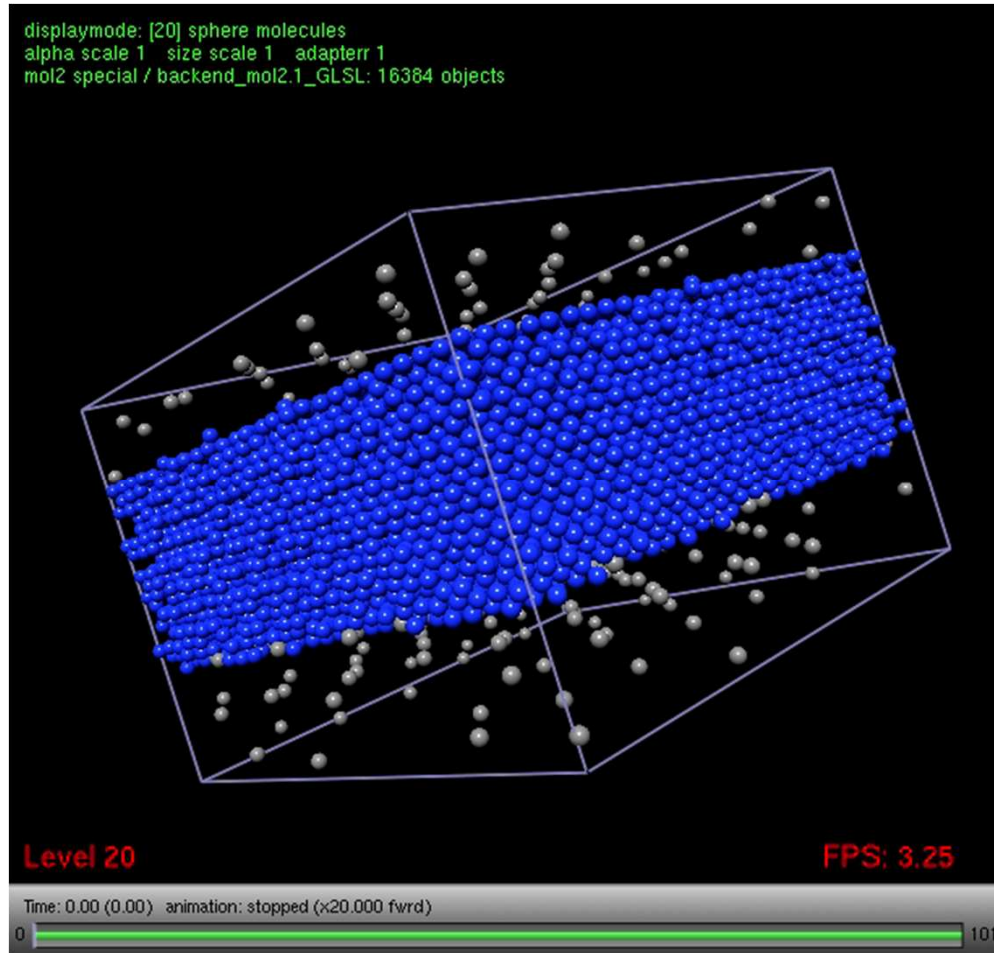 displaymode: [20] sphere molecules
alpha scale 1 size scale 1 adapterr 1
mol2 special / backend_mol2.1_GLSL: 16384 objects
Level 20 FPS: 3.25
Time: 0.00 (0.00) animation: stopped (x20.000 fwrd)
0 101